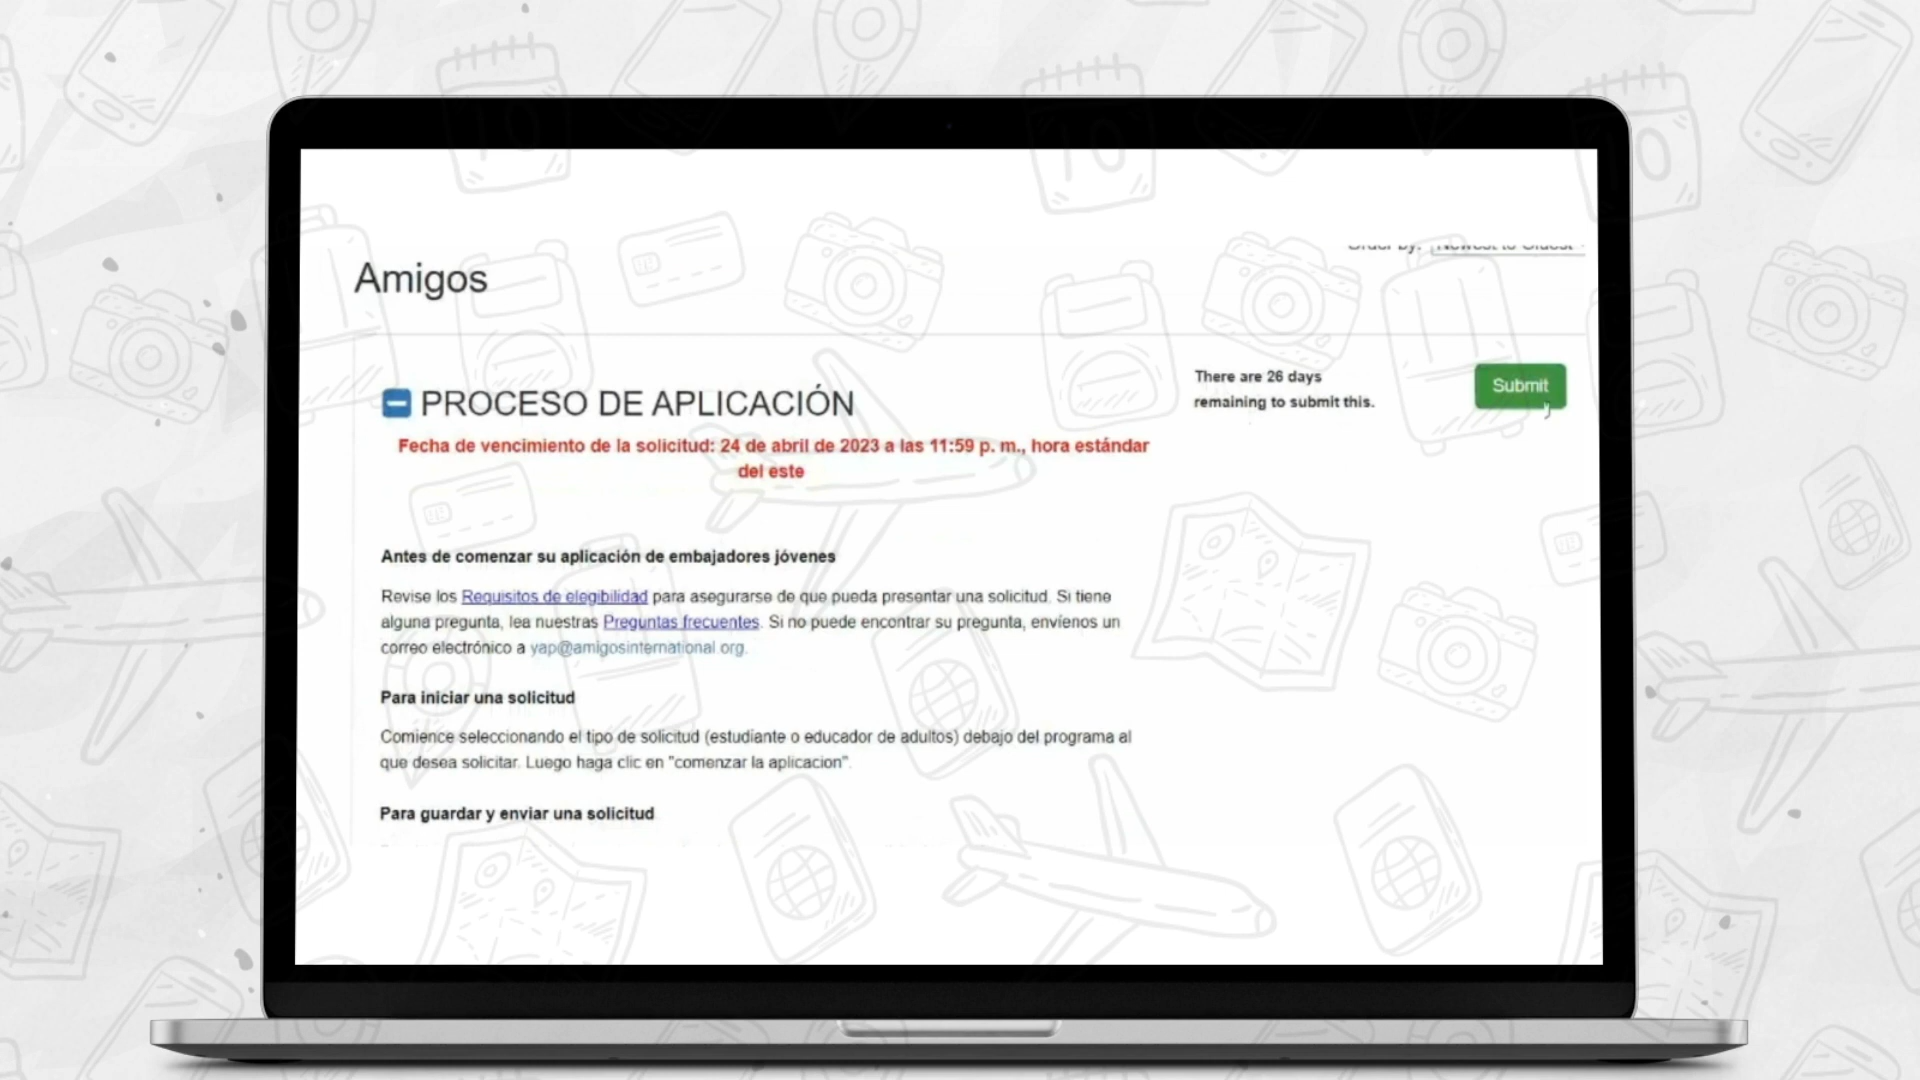 Amigos
PROCESO DE APLICACIÓN
Fecha de vencimiento de la solicitud: 24 de abril de 2023 a las 11:59 p. m., hora estándar
del este
There are 26 days
remaining to submit this.
Submit
Antes de comenzar su aplicación de embajadores jóvenes
Revise los Requisitos de elegibilidad para asegurarse de que pueda presentar una solicitud. Si tiene
alguna pregunta, lea nuestras Preguntas frecuentes. Si no puede encontrar su pregunta, envíenos un
correo electrónico a yap@amigosinternational.org.
Para iniciar una solicitud
Comience seleccionando el tipo de solicitud (estudiante o educador de adultos) debajo del programa al
que desea solicitar. Luego haga clic en "comenzar la aplicacion".
Para guardar y enviar una solicitud